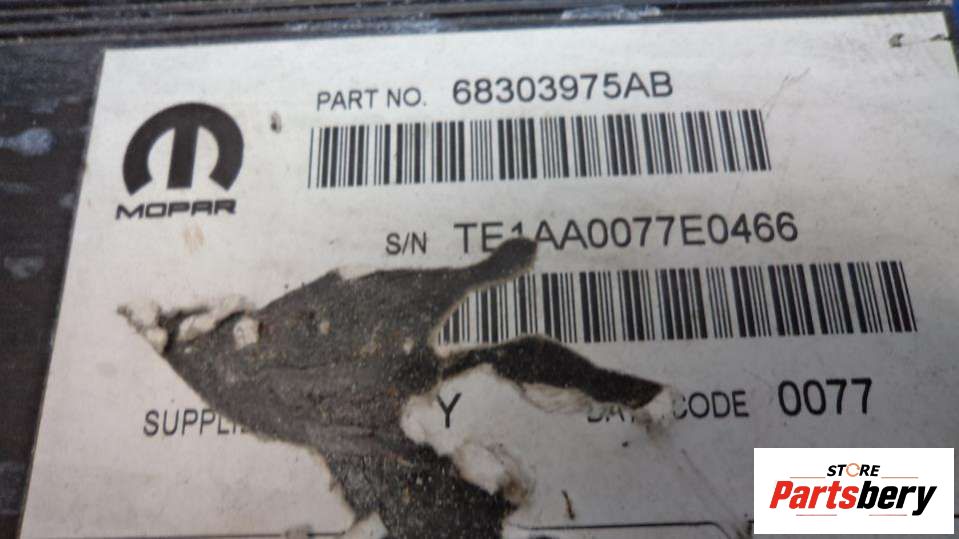 PART NO. 68303975AB
MOPAR
S/N TE1AA0077E0466
Y
CODE 0077
STORE
Partsbery